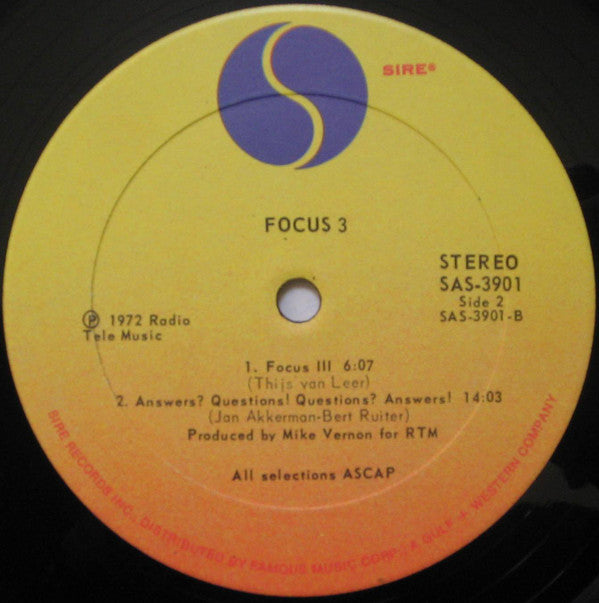 SIRE®
FOCUS 3
STEREO
SAS-3901
Side 2
SAS-3901-B
℗ 1972 Radio
Tele Music
1. Focus III 6:07
(Thijs van Leer)
2. Answers? Questions! Questions? Answers! 14:03
(Jan Akkerman-Bert Ruiter)
Produced by Mike Vernon for RTM
All selections ASCAP
SIRE RECORDS INC., DISTRIBUTED BY FAMOUS MUSIC CORP., A GULF + WESTERN COMPANY